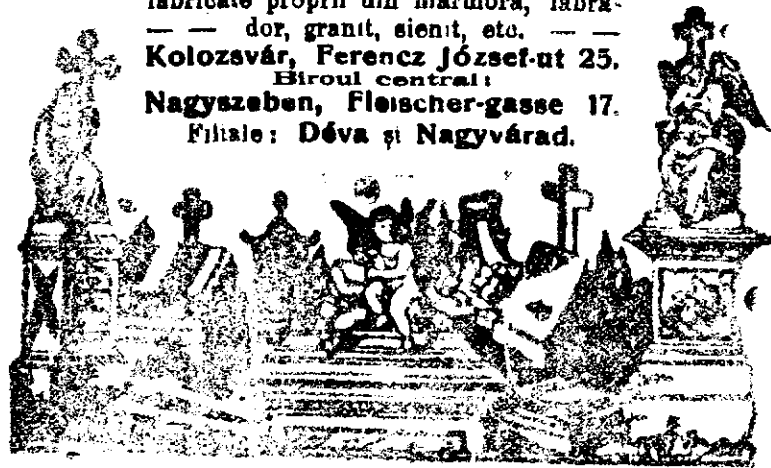 fabricate proprii din marmoră, labra-
— — dor, granit, sienit, etc. — —
Kolozsvár, Ferencz József-ut 25.
Biroul central:
Nagyszeben, Fleischer-gasse 17.
Filiale: Déva și Nagyvárad.